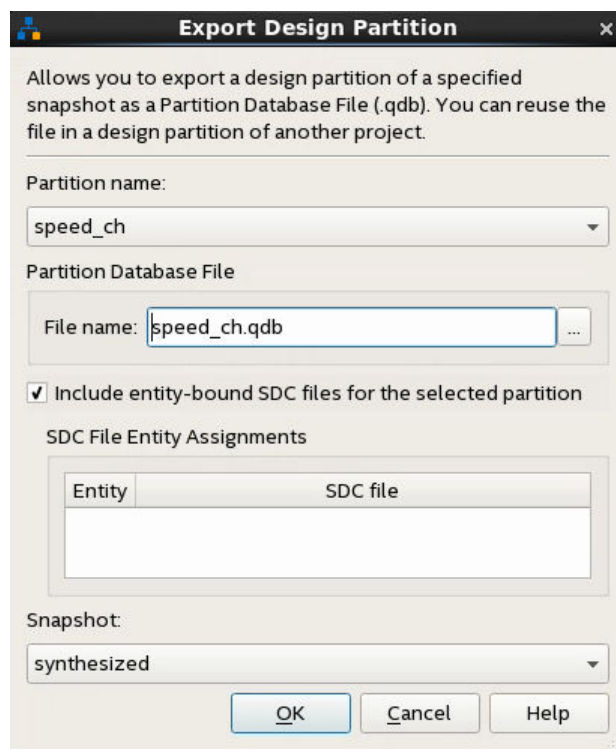 Export Design Partition
Allows you to export a design partition of a specified
snapshot as a Partition Database File (.qdb). You can reuse the
file in a design partition of another project.
Partition name:
speed_ch
Partition Database File
File name: speed_ch.qdb ...
Include entity-bound SDC files for the selected partition
SDC File Entity Assignments
Entity SDC file
Snapshot:
synthesized
OK Cancel Help